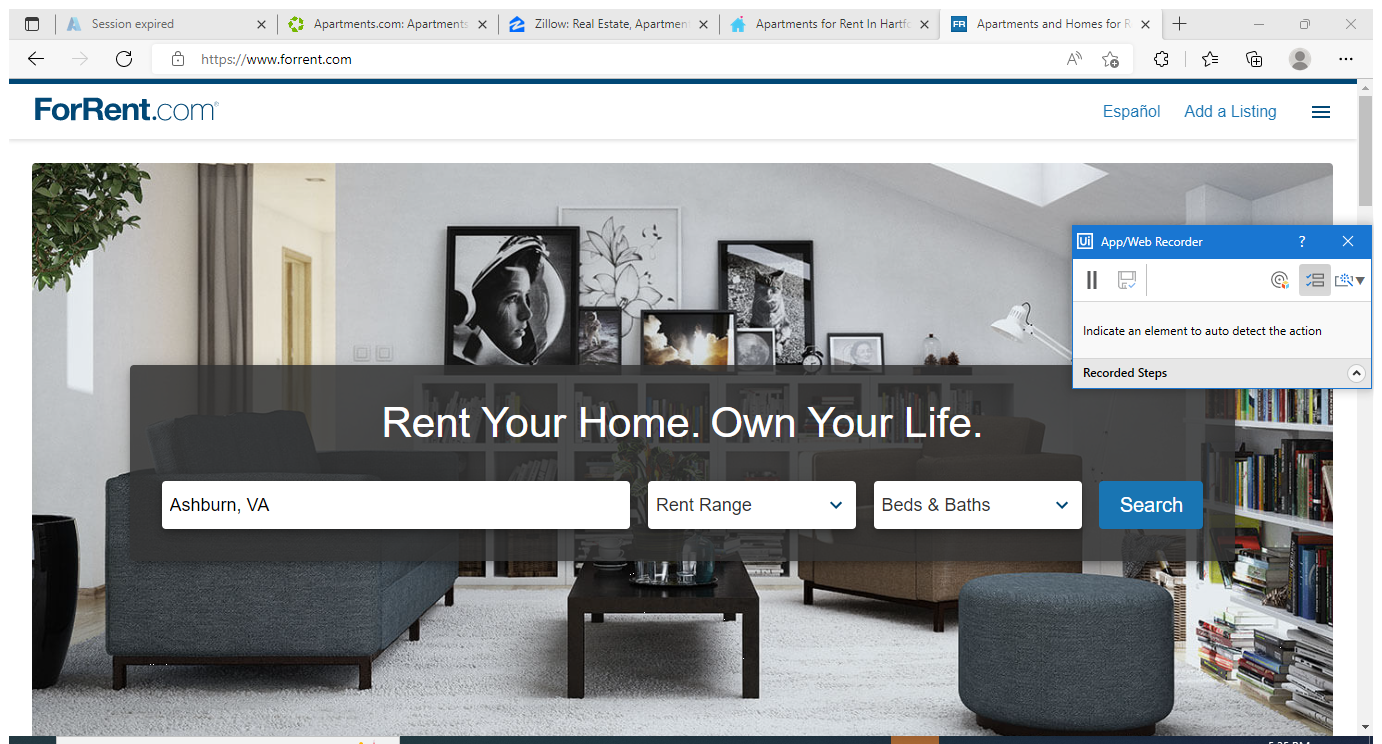 Session expired
Apartments.com: Apartments
Zillow: Real Estate, Apartmen
Apartments for Rent In Hartfo
FR Apartments and Homes for R
https://www.forrent.com
ForRent.com®
Español Add a Listing
Ui App/Web Recorder ?
Indicate an element to auto detect the action
Recorded Steps
Rent Your Home. Own Your Life.
Ashburn, VA Rent Range Beds & Baths Search